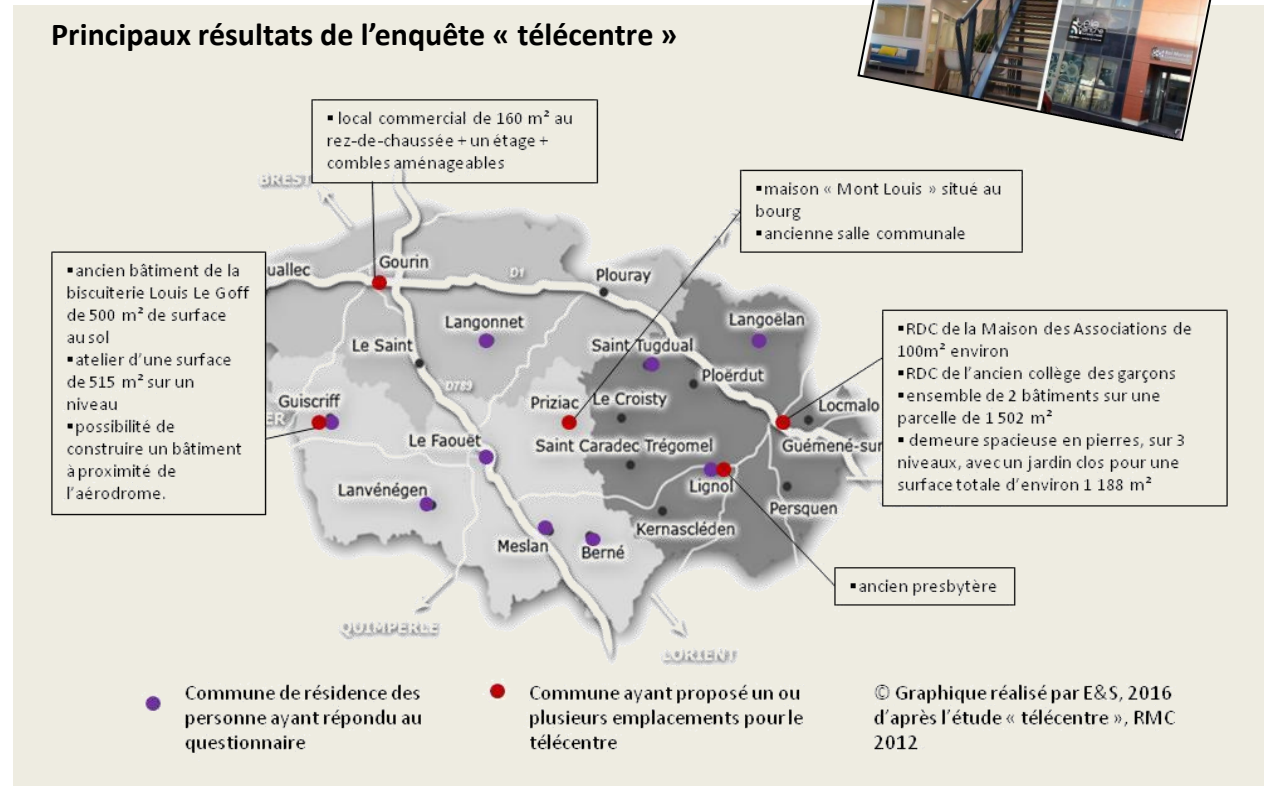 Principaux résultats de l'enquête « télécentre »
▪ local commercial de 160 m² au
rez-de-chaussée + un étage +
combles aménageables
BREST
▪maison « Mont Louis » situé au
bourg
▪ancienne salle communale
▪ancien bâtiment de la
biscuiterie Louis Le Goff
de 500 m² de surface
au sol
▪atelier d'une surface
de 515 m² sur un
niveau
▪possibilité de
construire un bâtiment
à proximité de
l'aérodrome.
uallec
Gourin
D1
Plouray
Langonnet
Langoëlan
Le Saint
Saint Tugdual
Ploërdut
D769
Guiscriff
Priziac
Le Croisty
Locmalo
ER
Le Faouët
Saint Caradec Trégomel
Guémené-sur
Lignol
Lanvénégen
Persquen
Kernascléden
Meslan
Berné
▪RDC de la Maison des Associations de
100m² environ
▪RDC de l'ancien collège des garçons
▪ensemble de 2 bâtiments sur une
parcelle de 1 502 m²
▪ demeure spacieuse en pierres, sur 3
niveaux, avec un jardin clos pour une
surface totale d'environ 1 188 m²
▪ancien presbytère
QUIMPERLE
LORIENT
Commune de résidence des
personne ayant répondu au
questionnaire
Commune ayant proposé un ou
plusieurs emplacements pour le
télécentre
© Graphique réalisé par E&S, 2016
d'après l'étude « télécentre », RMC
2012